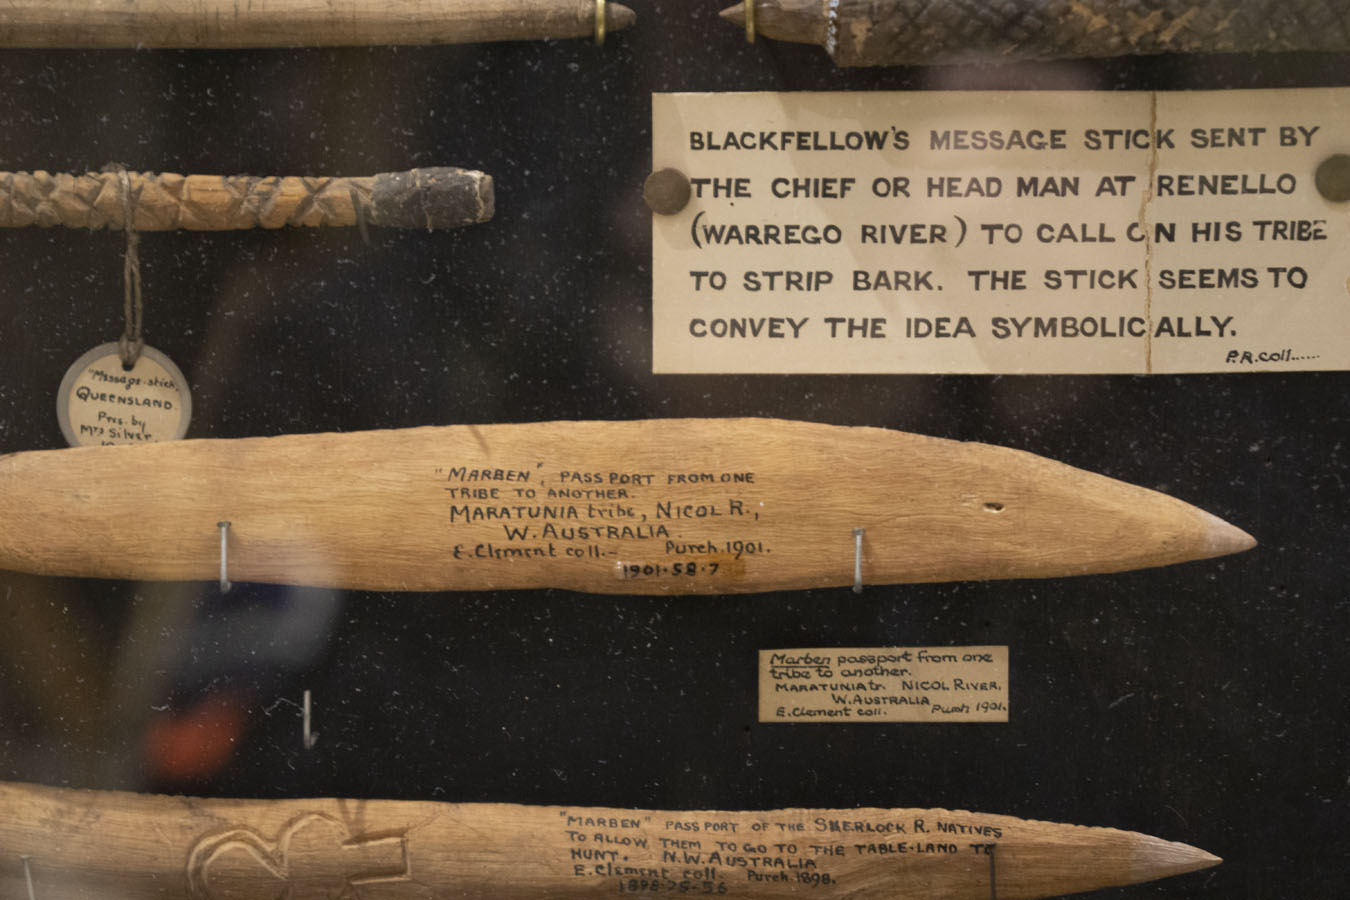 BLACKFELLOW'S MESSAGE STICK SENT BY
THE CHIEF OR HEAD MAN AT RENELLO
(WARREGO RIVER) TO CALL ON HIS TRIBE
TO STRIP BARK. THE STICK SEEMS TO
CONVEY THE IDEA SYMBOLICALLY.
P.R. coll......
"Message-stick,
QUEENSLAND.
Pres. by
Mrs Silver.
"MARBEN", PASSPORT FROM ONE
TRIBE TO ANOTHER.
MARATUNIA tribe, NICOL R.,
W. AUSTRALIA.
E. Clement coll.- Purch. 1901.
1901.58.7
Marben passport from one
tribe to another.
MARATUNIA tr. NICOL RIVER,
W. AUSTRALIA
E. Clement coll. Purch 1901.
"MARBEN" PASSPORT OF THE SHERLOCK R. NATIVES
TO ALLOW THEM TO GO TO THE TABLE-LAND TO
HUNT. N.W. AUSTRALIA
E. Clement coll. Purch. 1898.
1898-75-56